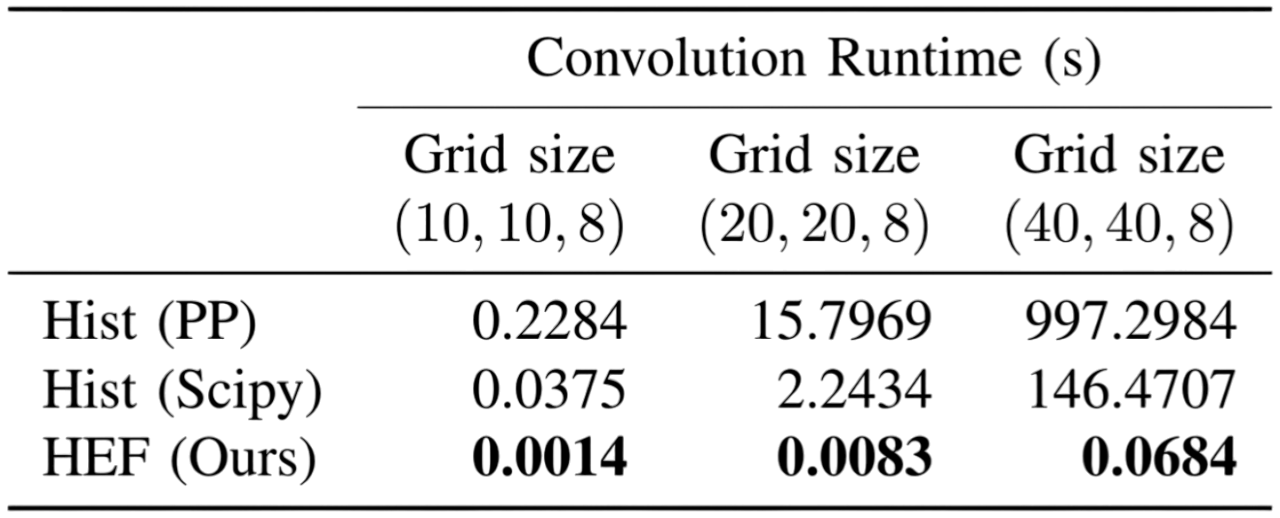 Convolution Runtime (s)
Grid size Grid size Grid size
(10, 10, 8) (20, 20, 8) (40, 40, 8)
Hist (PP) 0.2284 15.7969 997.2984
Hist (Scipy) 0.0375 2.2434 146.4707
HEF (Ours) 0.0014 0.0083 0.0684